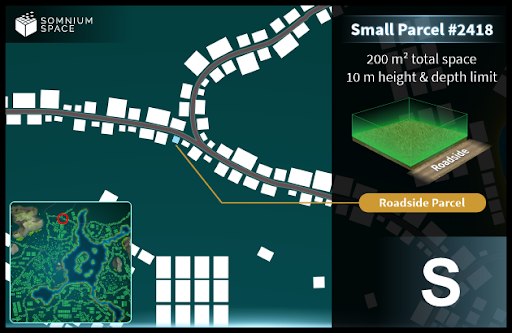 SOMNIUM
SPACE
Small Parcel #2418
200 m² total space
10 m height & depth limit
Roadside
Roadside Parcel
S